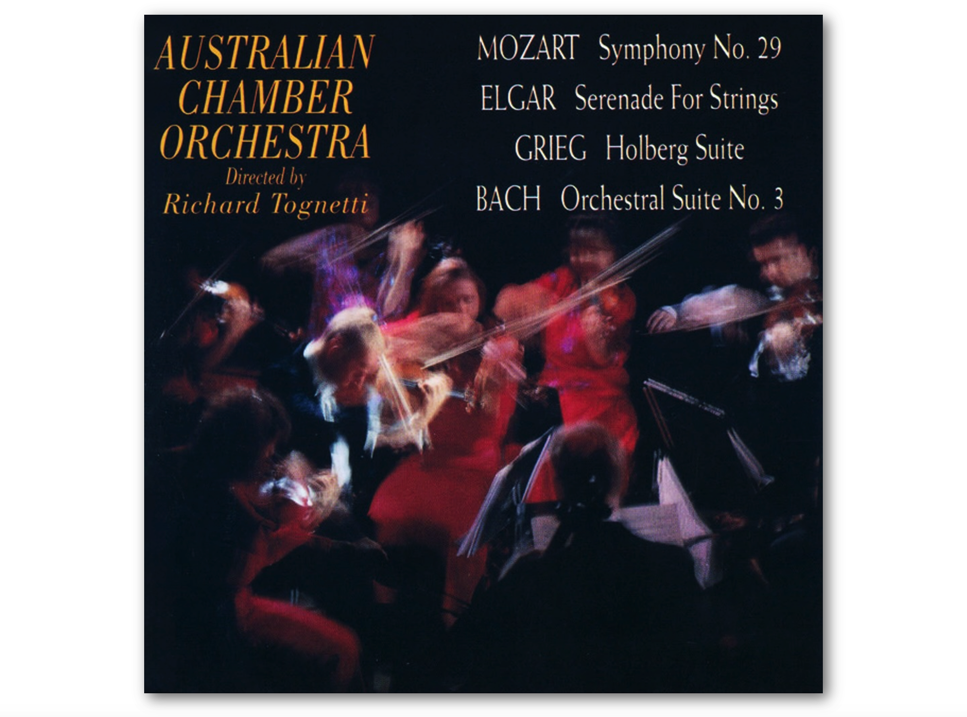 AUSTRALIAN
CHAMBER
ORCHESTRA
Directed by
Richard Tognetti
MOZART Symphony No. 29
ELGAR Serenade For Strings
GRIEG Holberg Suite
BACH Orchestral Suite No. 3